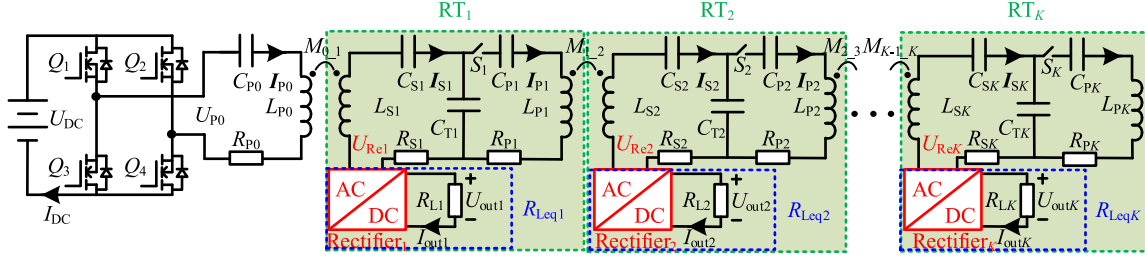 RT1 RT2 RTK
Q1 Q2 CP0 IP0 M0_1 CS1 IS1 S1 CP1 IP1 M 1_2 CS2 IS2 S2 CP2 IP2 M2_3 MK-1_K CSK ISK SK CPK
UDC UP0 LP0 LS1 CT1 LP1 LS2 CT2 LP2 LSK CTK LPK
RP0 URe1 RS1 RP1 URe2 RS2 RP2 UReK RSK RPK
Q3 Q4 AC DC RL1 + − Uout1 RLeq1 AC DC RL2 + − Uout2 RLeq2 AC DC RLK + − UoutK RLeqK
IDC Rectifier1 Iout1 Rectifier2 Iout2 RectifierK IoutK